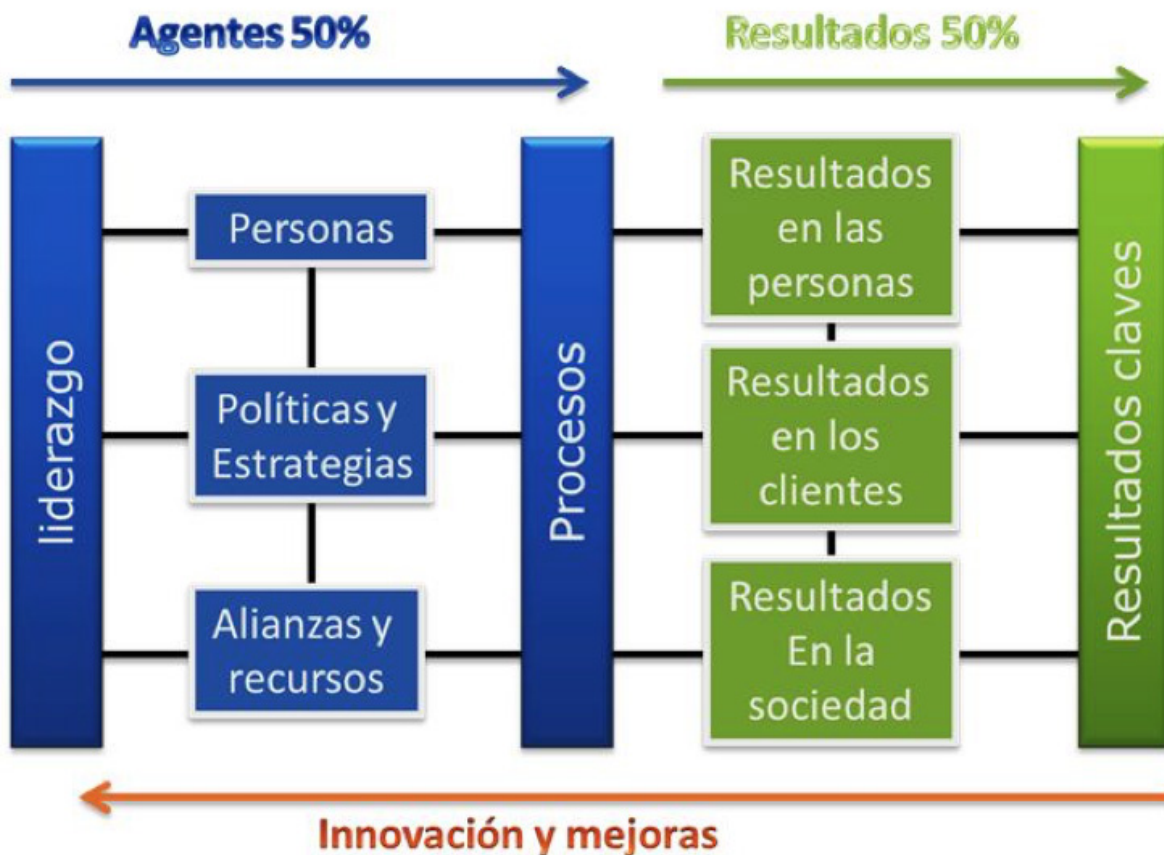 Agentes 50%
Resultados 50%
liderazgo
Personas
Políticas y
Estrategias
Alianzas y
recursos
Procesos
Resultados
en las
personas
Resultados
en los
clientes
Resultados
En la
sociedad
Resultados claves
Innovación y mejoras